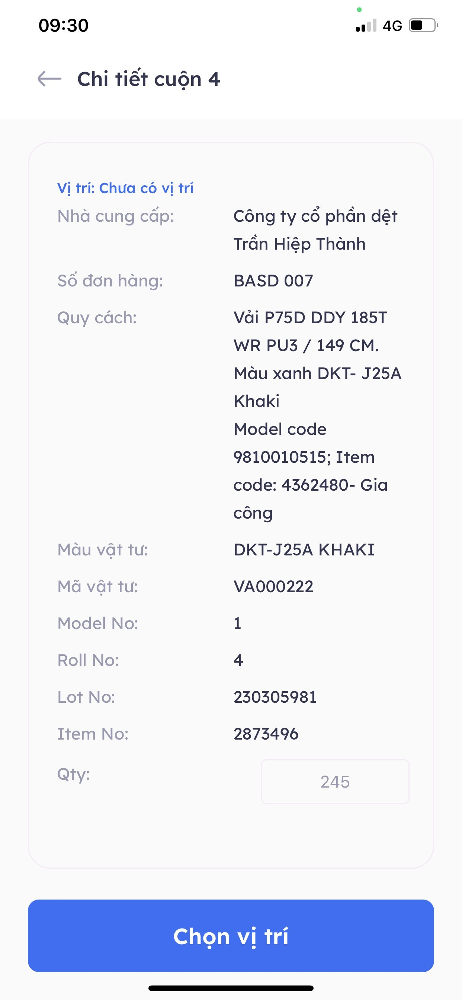 09:30
4G
Chi tiết cuộn 4
Vị trí: Chưa có vị trí
Nhà cung cấp: Công ty cổ phần dệt
Trần Hiệp Thành
Số đơn hàng: BASD 007
Quy cách: Vải P75D DDY 185T
WR PU3 / 149 CM.
Màu xanh DKT- J25A
Khaki
Model code
9810010515; Item
code: 4362480- Gia
công
Màu vật tư: DKT-J25A KHAKI
Mã vật tư: VA000222
Model No: 1
Roll No: 4
Lot No: 230305981
Item No: 2873496
Qty: 245
Chọn vị trí